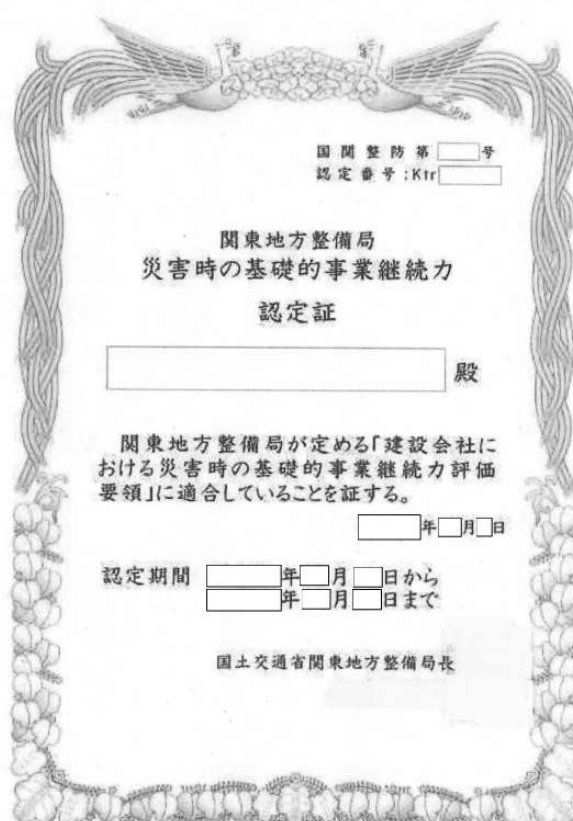 国関整防第 号
認定番号:Ktr
関東地方整備局
災害時の基礎的事業継続力
認定証
殿
関東地方整備局が定める「建設会社に
おける災害時の基礎的事業継続力評価
要領」に適合していることを証する。
年 月 日
認定期間 年 月 日から
年 月 日まで
国土交通省関東地方整備局長